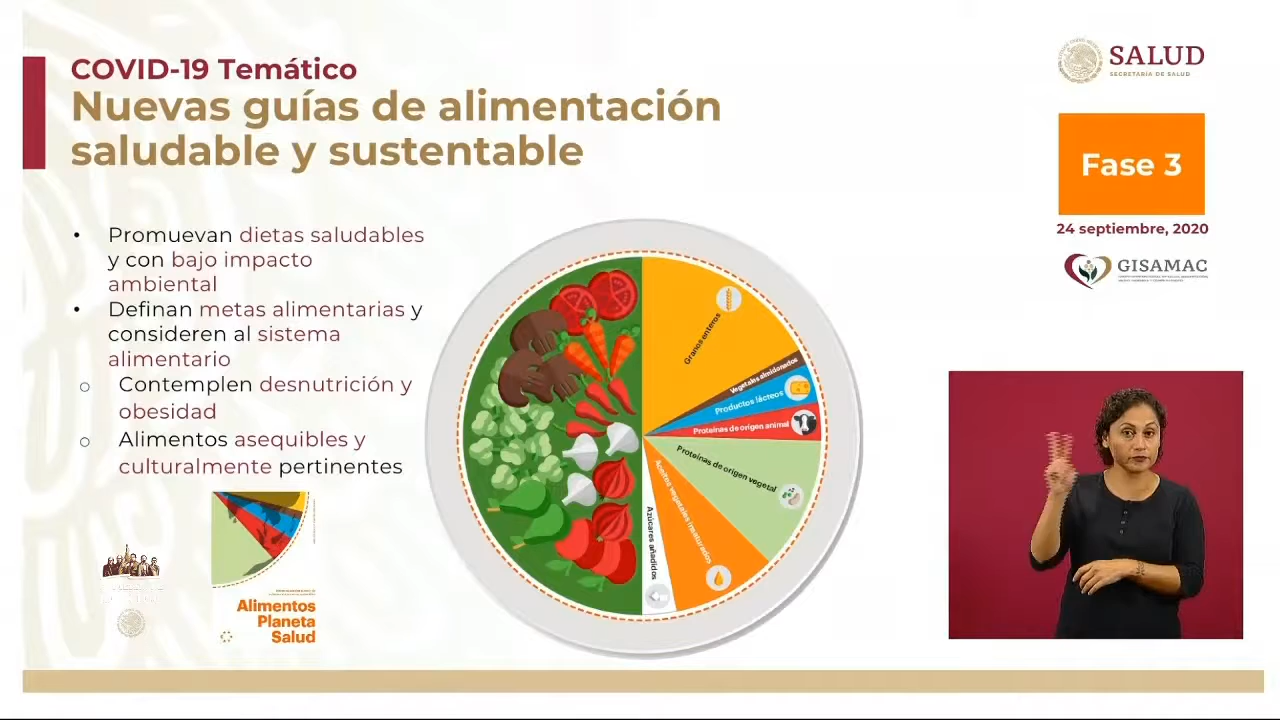 COVID-19 Temático
Nuevas guías de alimentación
saludable y sustentable
SALUD
SECRETARÍA DE SALUD
Fase 3
24 septiembre, 2020
GISAMAC
• Promuevan dietas saludables
y con bajo impacto
ambiental
• Definan metas alimentarias y
consideren al sistema
alimentario
o Contemplen desnutrición y
obesidad
o Alimentos asequibles y
culturalmente pertinentes
Granos enteros
Vegetales almidonados
Productos lácteos
Proteínas de origen animal
Proteínas de origen vegetal
Aceites vegetales insaturados
Azúcares añadidos
Alimentos
Planeta
Salud